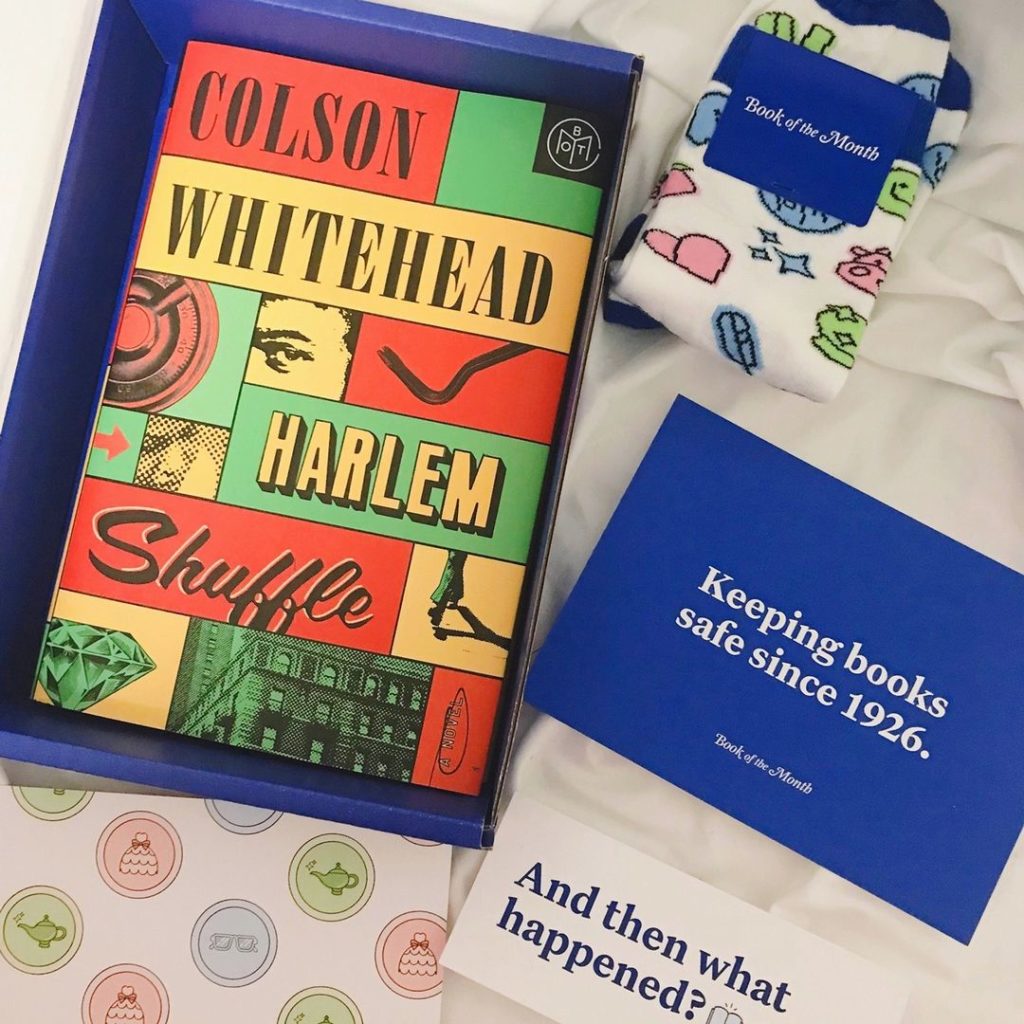 COLSON
WHITEHEAD
HARLEM
Shuffle
A NOVEL
BOTM
Book of the Month
Keeping books
safe since 1926.
Book of the Month
And then what
happened?